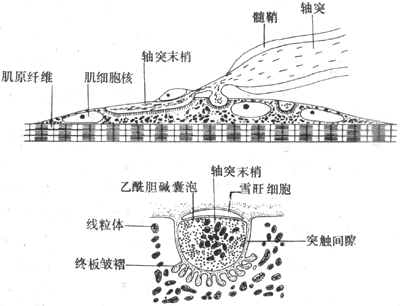 髓鞘
轴突
轴突末梢
肌原纤维
肌细胞核
轴突末梢
乙酰胆碱囊泡
雪旰细胞
线粒体
突触间隙
终板皱褶